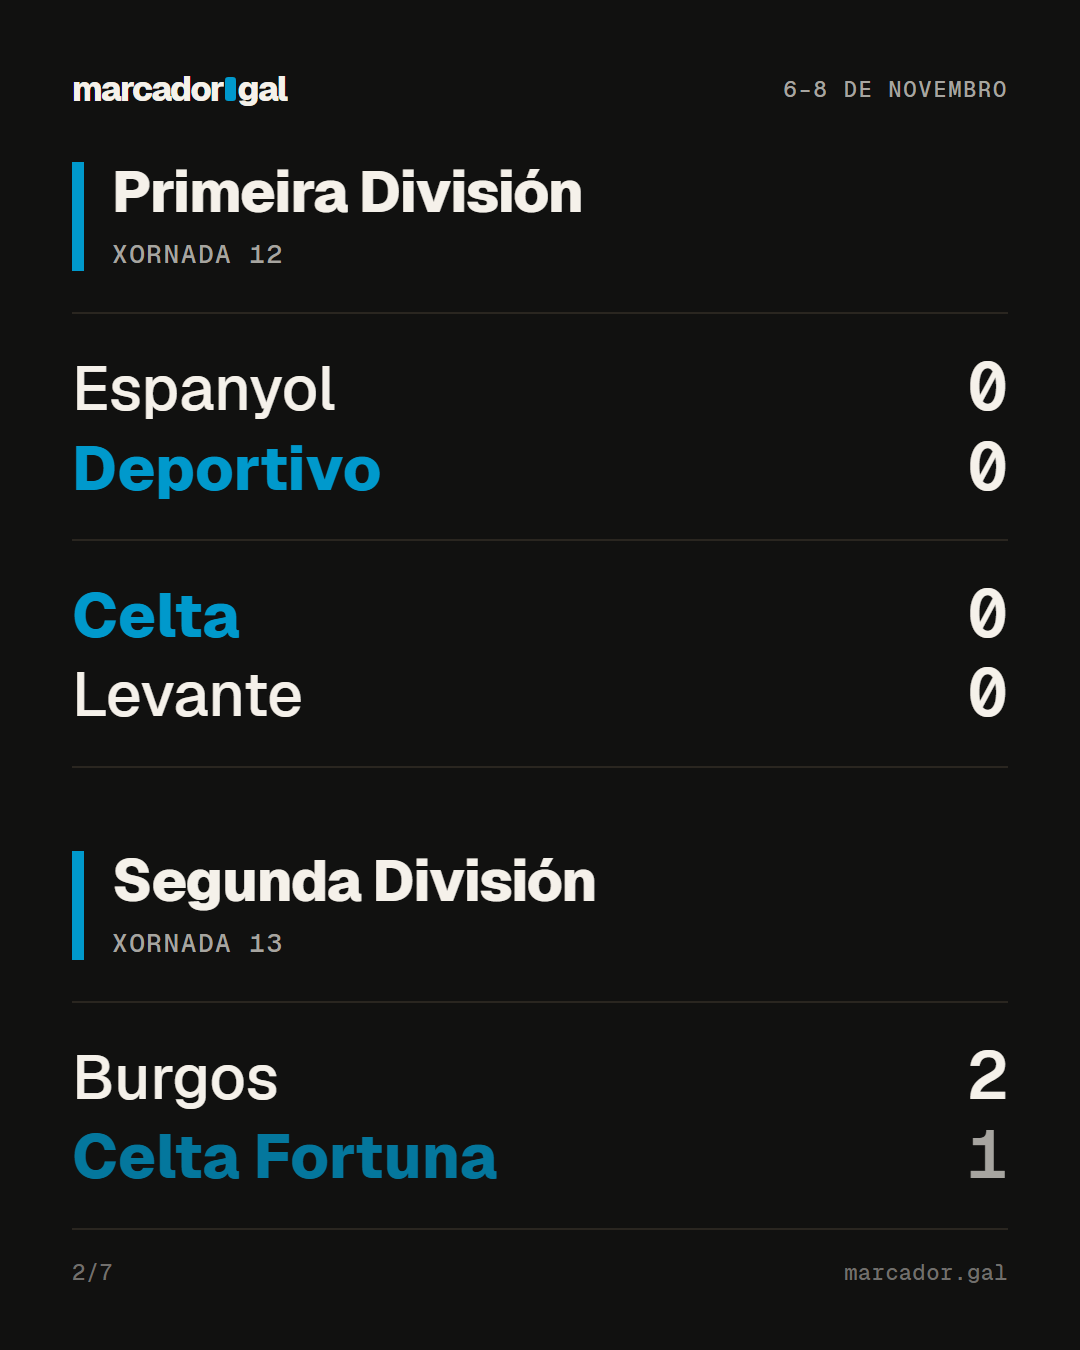 marcador gal
6-8 DE NOVEMBRO
Primeira División
XORNADA 12
Espanyol 0
Deportivo 0
Celta 0
Levante 0
Segunda División
XORNADA 13
Burgos 2
Celta Fortuna 1
2/7
marcador.gal